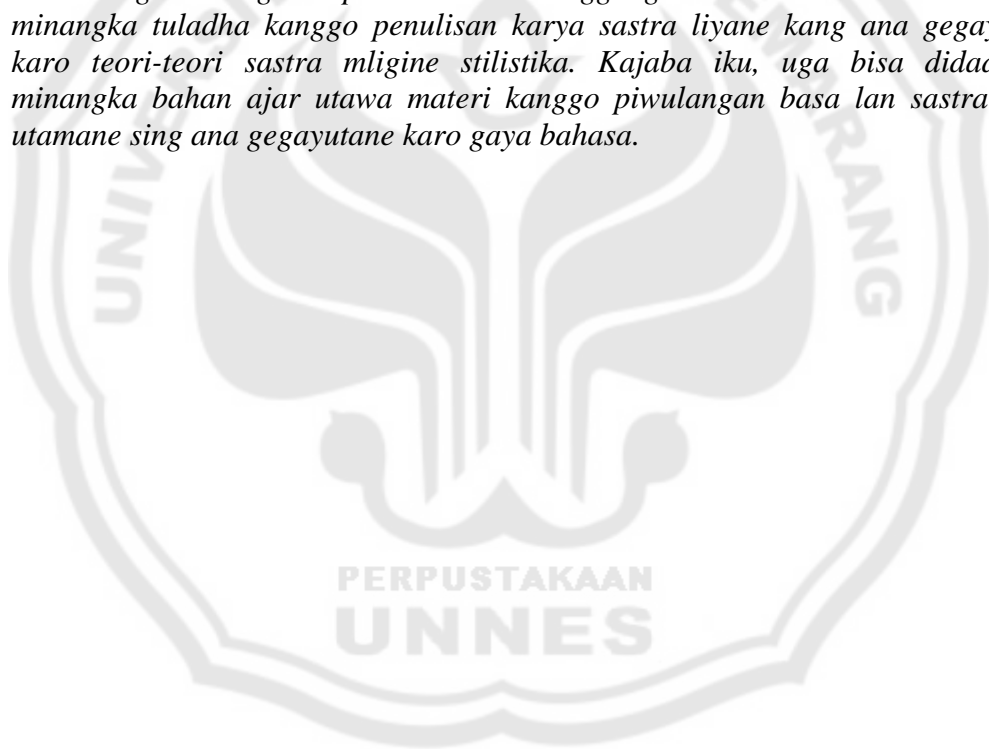 minangka tuladha kanggo penulisan karya sastra liyane kang ana
karo teori-teori sastra mligine stilistika. Kajaba iku, uga bisa
minangka bahan ajar utawa materi kanggo piwulangan basa lan sastra
utamane sing ana gegayutane karo gaya bahasa.
PERPUSTAKAAN
UNNES